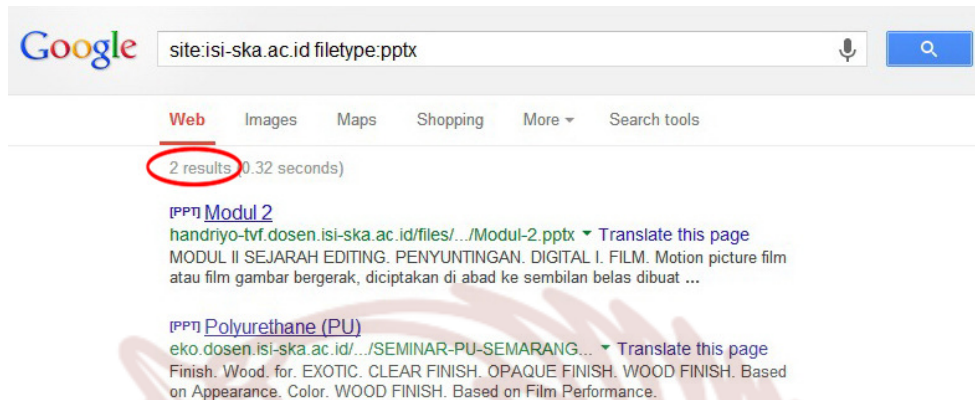 Google site:isi-ska.ac.id filetype:pptx
Web Images Maps Shopping More Search tools
2 results (0.32 seconds)
[PPT] Modul 2
handriyo-tvf.dosen.isi-ska.ac.id/files/.../Modul-2.pptx Translate this page
MODUL II SEJARAH EDITING. PENYUNTINGAN. DIGITAL I. FILM. Motion picture film
atau film gambar bergerak, diciptakan di abad ke sembilan belas dibuat ...
[PPT] Polyurethane (PU)
eko.dosen.isi-ska.ac.id/.../SEMINAR-PU-SEMARANG... Translate this page
Finish. Wood. for. EXOTIC. CLEAR FINISH. OPAQUE FINISH. WOOD FINISH. Based
on Appearance. Color. WOOD FINISH. Based on Film Performance.